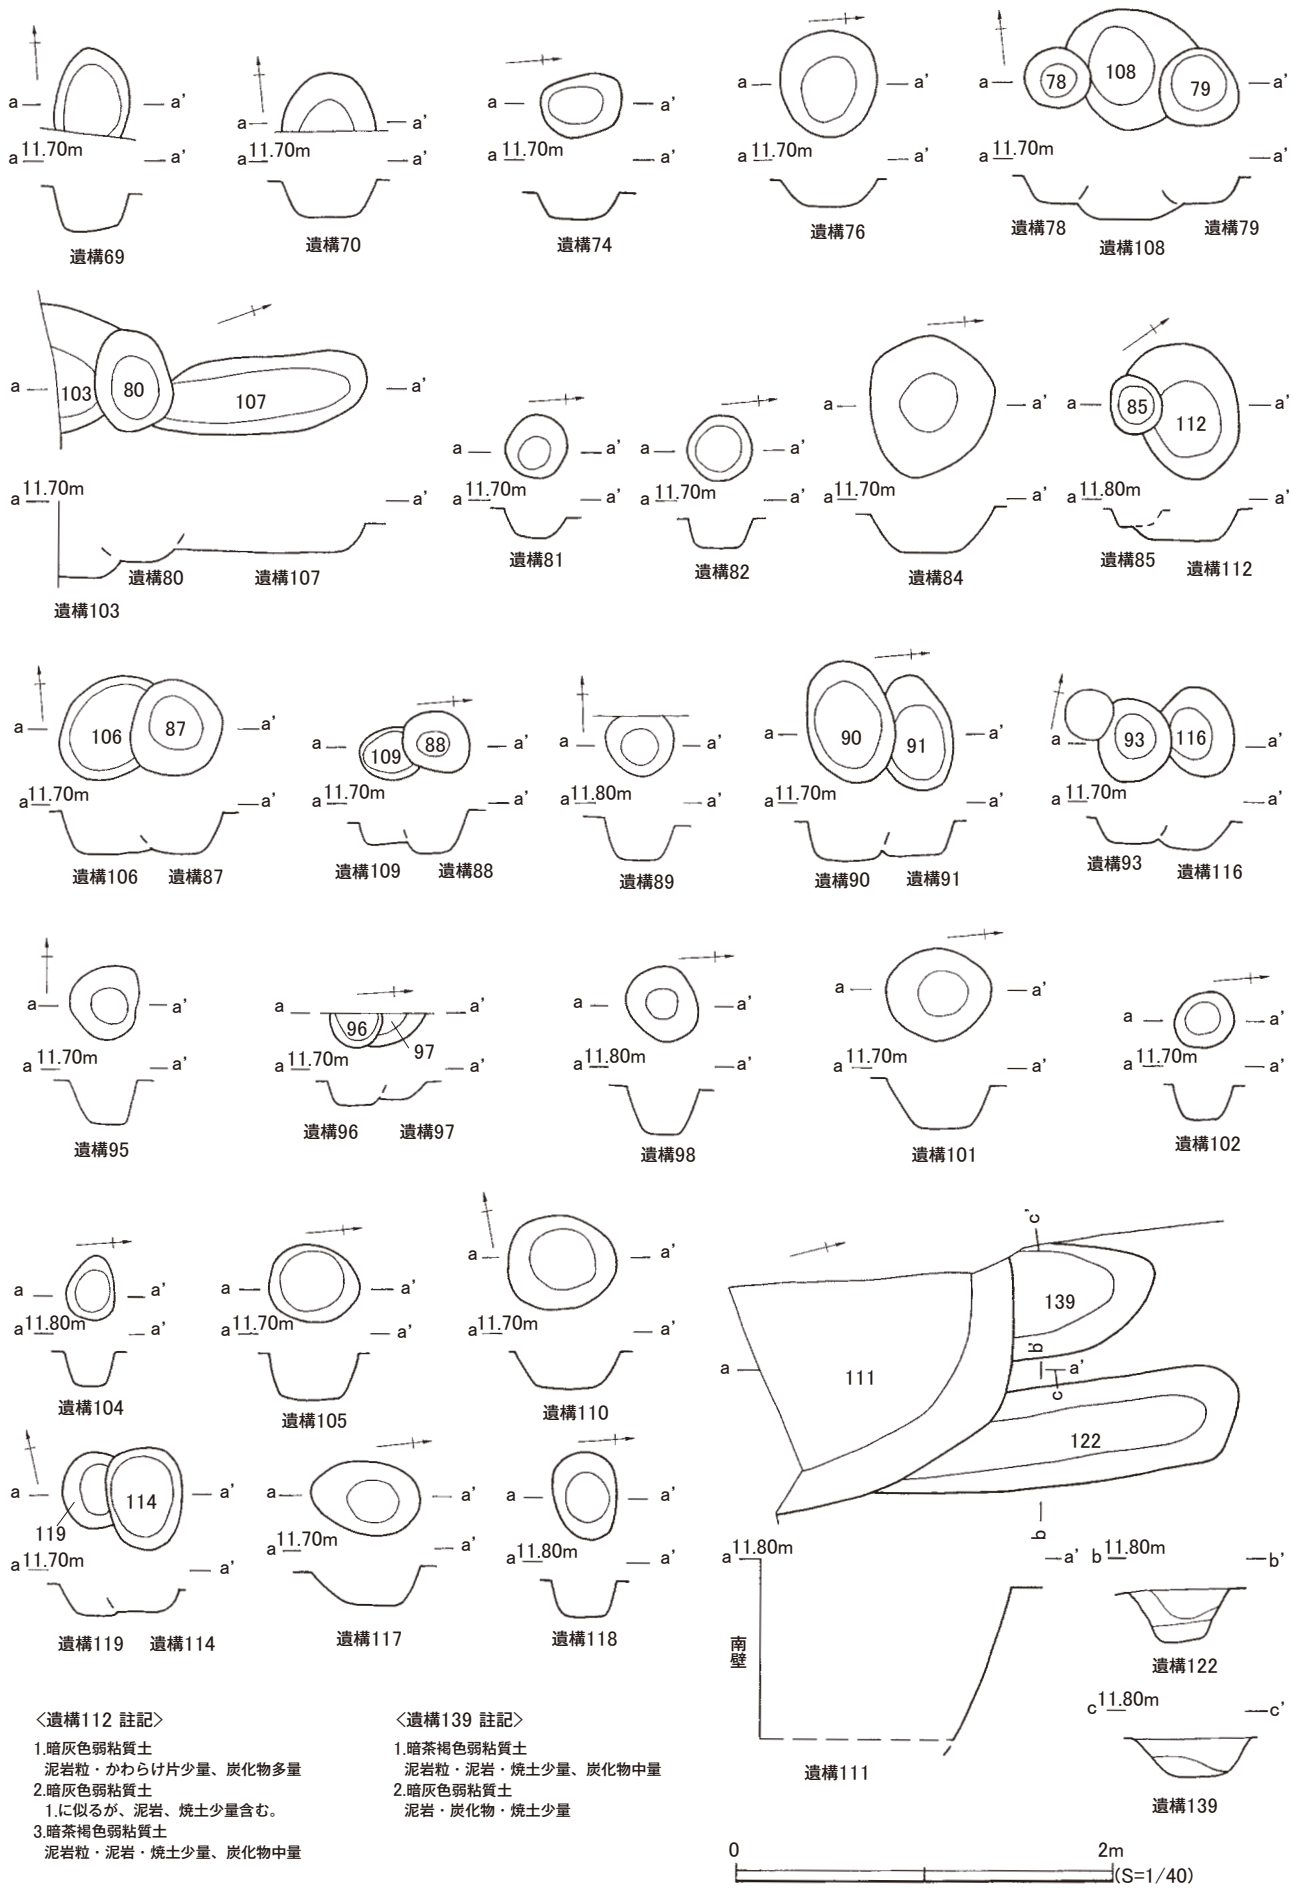 a a'
a 11.70m a'
遺構69
a a'
a 11.70m a'
遺構70
a a'
a 11.70m a'
遺構74
a a'
a 11.70m a'
遺構76
a 78 108 79 a'
a 11.70m a'
遺構78 遺構108 遺構79
a 103 80 107 a'
a 11.70m a'
遺構80 遺構107
遺構103
a a'
a 11.70m a'
遺構81
a a'
a 11.70m a'
遺構82
a a'
a 11.70m a'
遺構84
a 85 112 a'
a 11.80m a'
遺構85 遺構112
a 106 87 a'
a 11.70m a'
遺構106 遺構87
a 109 88 a'
a 11.70m a'
遺構109 遺構88
a a'
a 11.80m a'
遺構89
a 90 91 a'
a 11.70m a'
遺構90 遺構91
a 93 116 a'
a 11.70m a'
遺構93 遺構116
a a'
a 11.70m a'
遺構95
a a'
96 97
a 11.70m a'
遺構96 遺構97
a a'
a 11.80m a'
遺構98
a a'
a 11.70m a'
遺構101
a a'
a 11.70m a'
遺構102
a a'
a 11.80m a'
遺構104
a a'
a 11.70m a'
遺構105
a a'
a 11.70m a'
遺構110
c'
139
b'
a 111 a'
c
122
b
a 114 a'
119
a 11.70m a'
遺構119 遺構114
a a'
a 11.70m a'
遺構117
a a'
a 11.80m a'
遺構118
a 11.80m a'
南壁
遺構111
b 11.80m b'
遺構122
c 11.80m c'
遺構139
〈遺構112 註記〉
1.暗灰色弱粘質土
泥岩粒・かわらけ片少量、炭化物多量
2.暗灰色弱粘質土
1.に似るが、泥岩、焼土少量含む。
3.暗茶褐色弱粘質土
泥岩粒・泥岩・焼土少量、炭化物中量
〈遺構139 註記〉
1.暗茶褐色弱粘質土
泥岩粒・泥岩・焼土少量、炭化物中量
2.暗灰色弱粘質土
泥岩・炭化物・焼土少量
0 2m
(S=1/40)